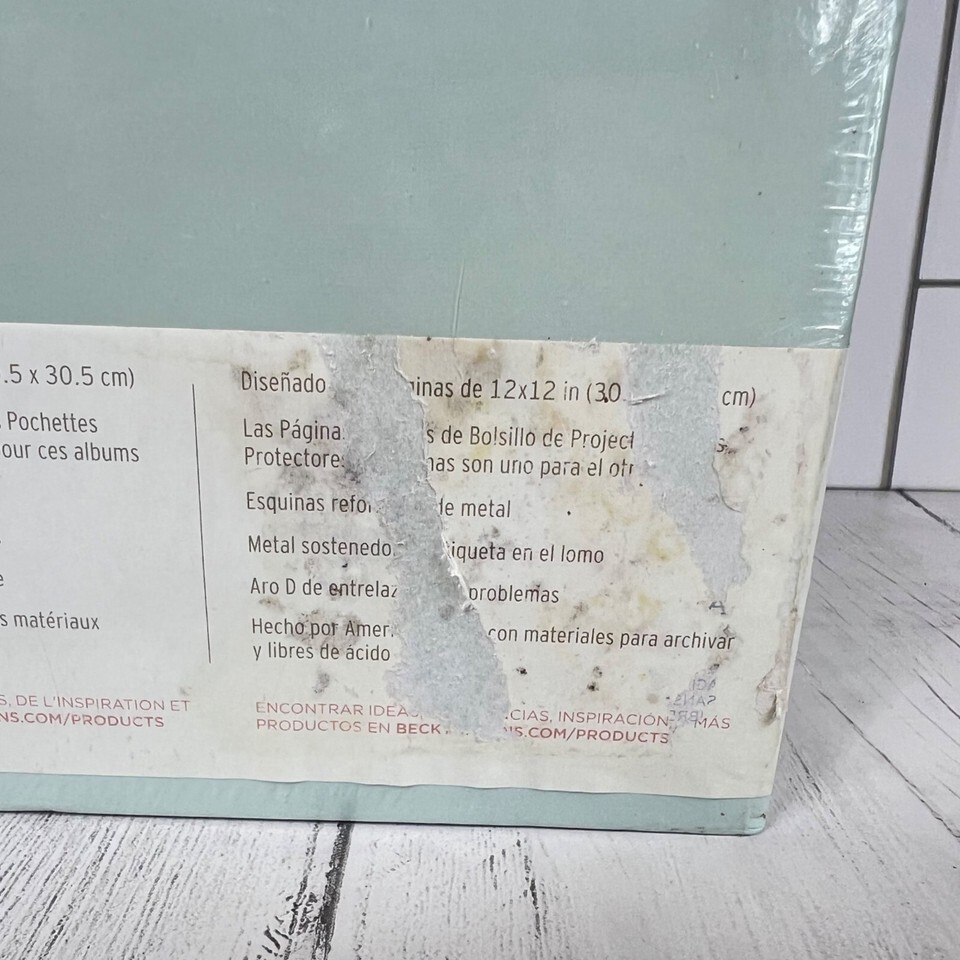 .5 x 30.5 cm)
Pochettes
our ces albums
e
s matériaux
S, DE L'INSPIRATION ET
NS.COM/PRODUCTS
Diseñado inas de 12x12 in (30 cm)
Las Página s de Bolsillo de Project s
Protectore nas son uno para el otr
Esquinas refo de metal
Metal sostenedo iqueta en el lomo
Aro D de entrelaz problemas
Hecho por Amer con materiales para archivar
y libres de ácido
ENCONTRAR IDEAS CIAS, INSPIRACIÓN, MÁS
PRODUCTOS EN BECK NS.COM/PRODUCTS